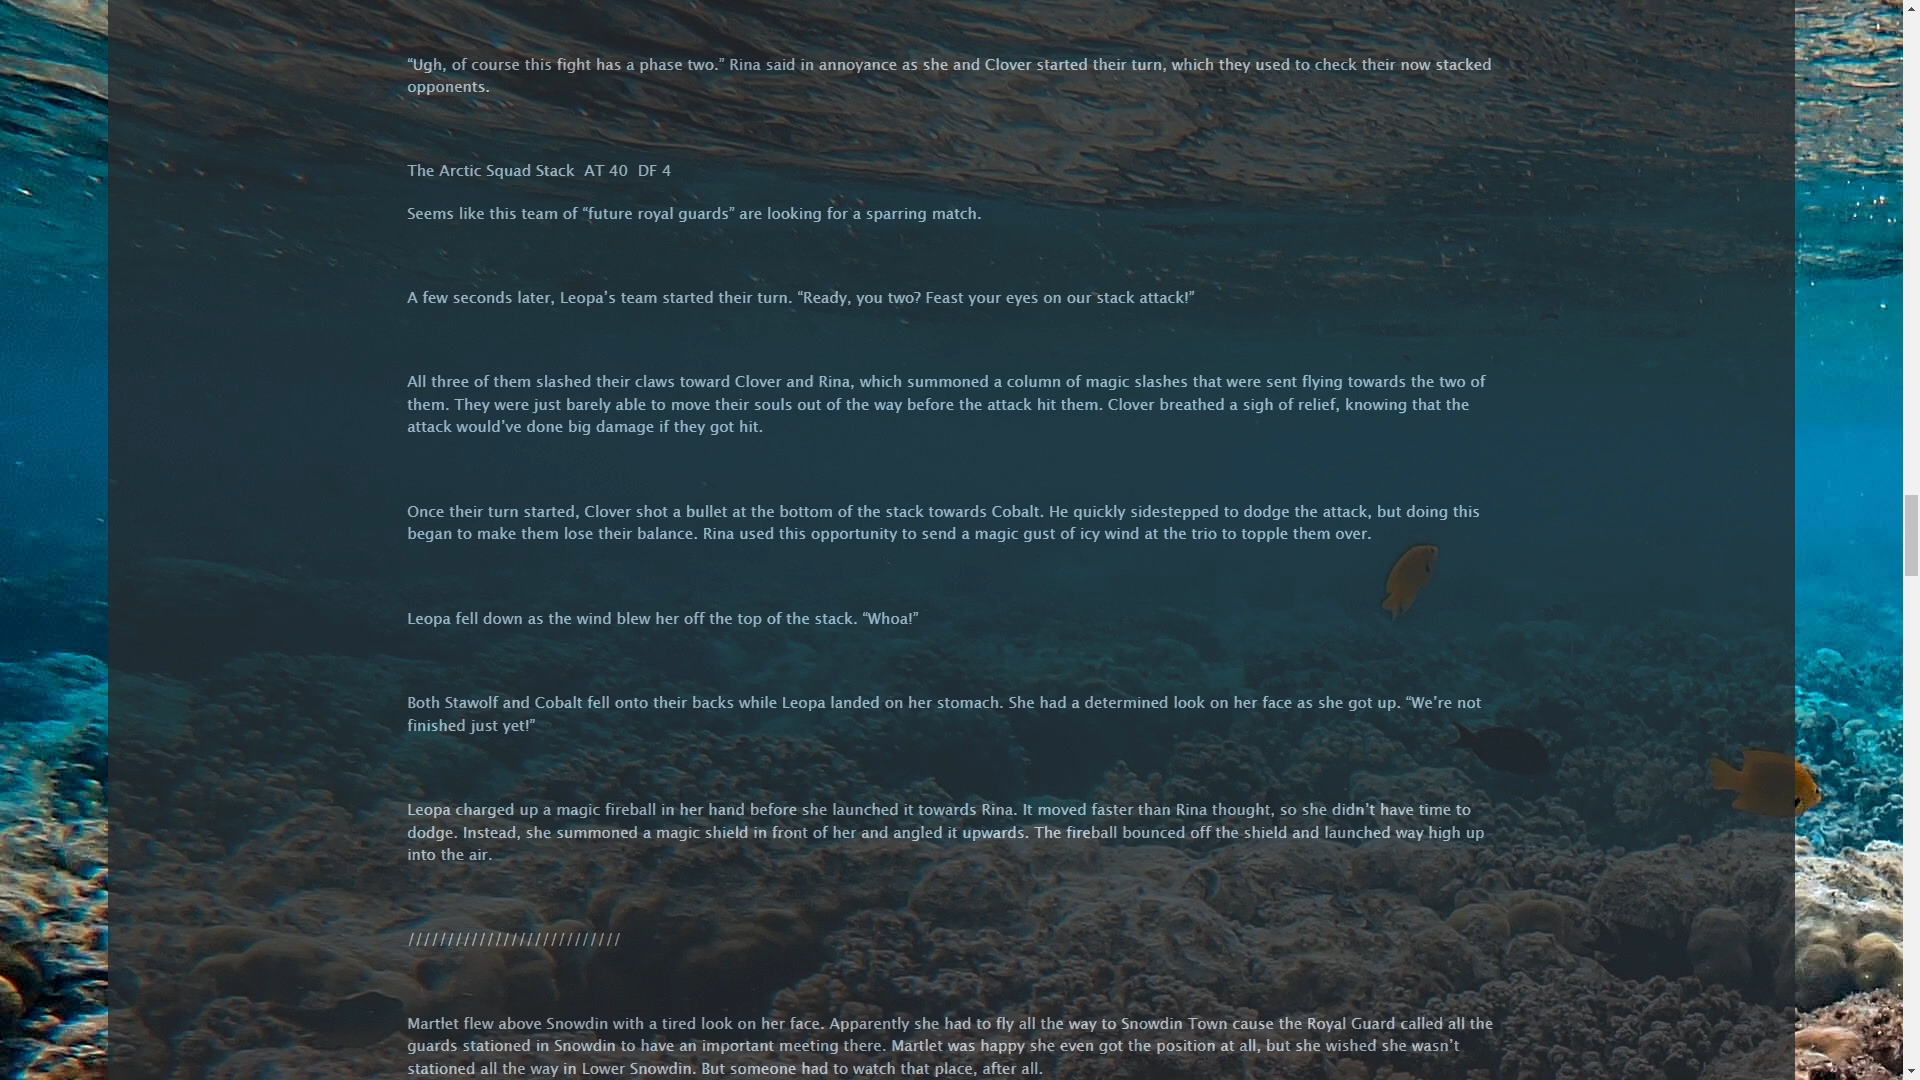 “Ugh, of course this fight has a phase two.” Rina said in annoyance as she and Clover started their turn, which they used to check their now stacked
opponents.
The Arctic Squad Stack  AT 40  DF 4
Seems like this team of “future royal guards” are looking for a sparring match.
A few seconds later, Leopa’s team started their turn. “Ready, you two? Feast your eyes on our stack attack!”
All three of them slashed their claws toward Clover and Rina, which summoned a column of magic slashes that were sent flying towards the two of
them. They were just barely able to move their souls out of the way before the attack hit them. Clover breathed a sigh of relief, knowing that the
attack would’ve done big damage if they got hit.
Once their turn started, Clover shot a bullet at the bottom of the stack towards Cobalt. He quickly sidestepped to dodge the attack, but doing this
began to make them lose their balance. Rina used this opportunity to send a magic gust of icy wind at the trio to topple them over.
Leopa fell down as the wind blew her off the top of the stack. “Whoa!”
Both Stawolf and Cobalt fell onto their backs while Leopa landed on her stomach. She had a determined look on her face as she got up. “We’re not
finished just yet!”
Leopa charged up a magic fireball in her hand before she launched it towards Rina. It moved faster than Rina thought, so she didn’t have time to
dodge. Instead, she summoned a magic shield in front of her and angled it upwards. The fireball bounced off the shield and launched way high up
into the air.
///////////////////////////
Martlet flew above Snowdin with a tired look on her face. Apparently she had to fly all the way to Snowdin Town cause the Royal Guard called all the
guards stationed in Snowdin to have an important meeting there. Martlet was happy she even got the position at all, but she wished she wasn’t
stationed all the way in Lower Snowdin. But someone had to watch that place, after all.